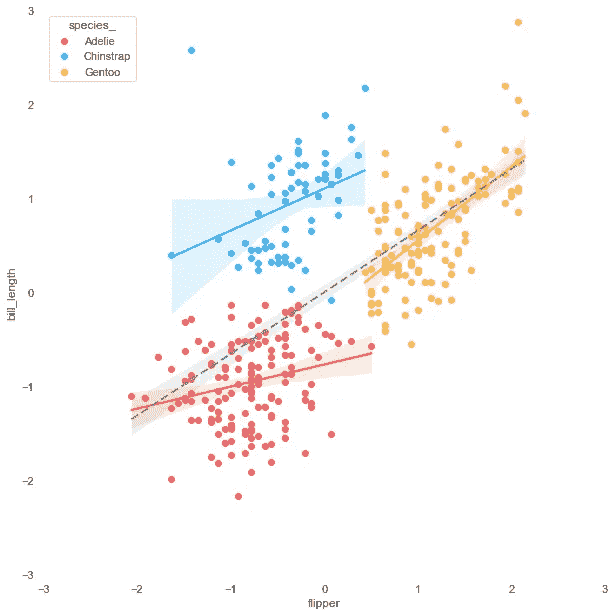 3
species_
Adelie
Chinstrap
Gentoo
2
1
0
bill_length
−1
−2
−3
−3
−2
−1
0
1
2
3
flipper